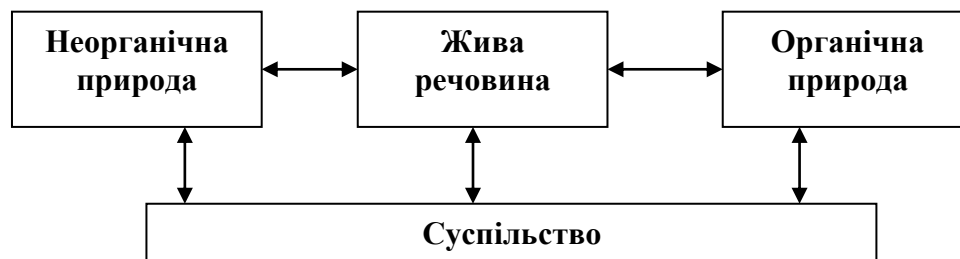 Неорганічна
природа
Жива
речовина
Органічна
природа
Суспільство